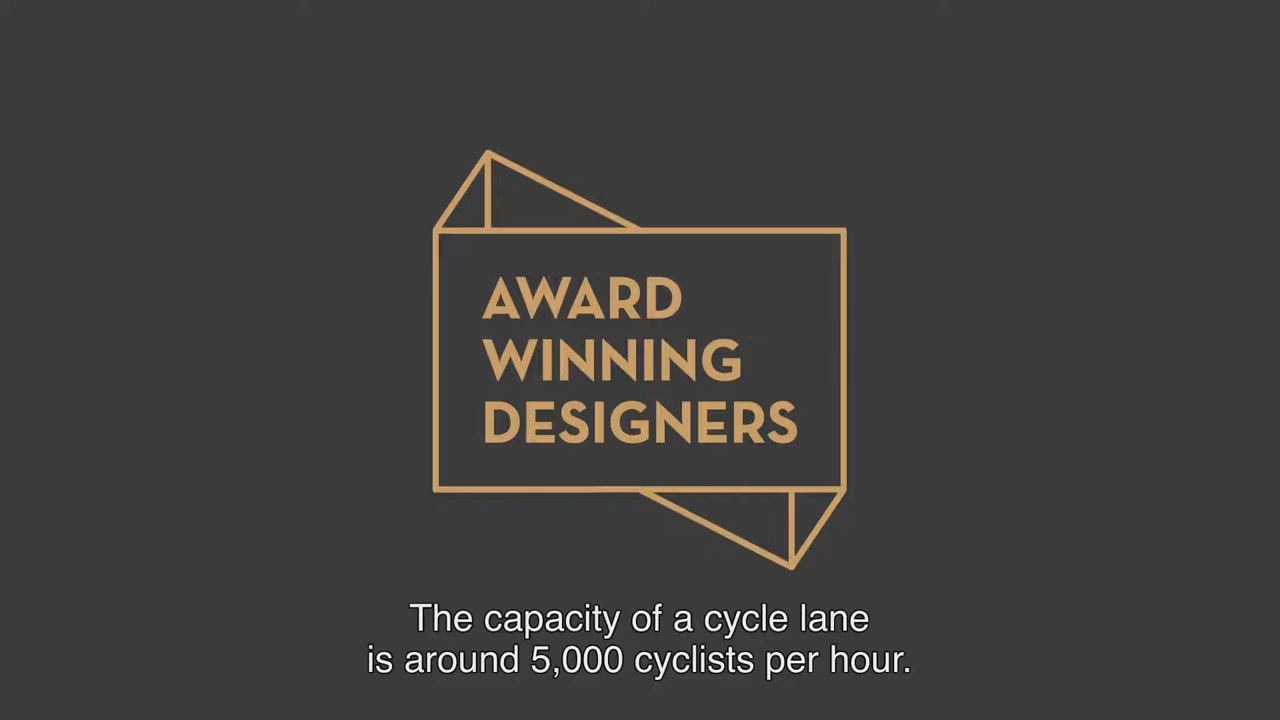 AWARD
WINNING
DESIGNERS
The capacity of a cycle lane
is around 5,000 cyclists per hour.